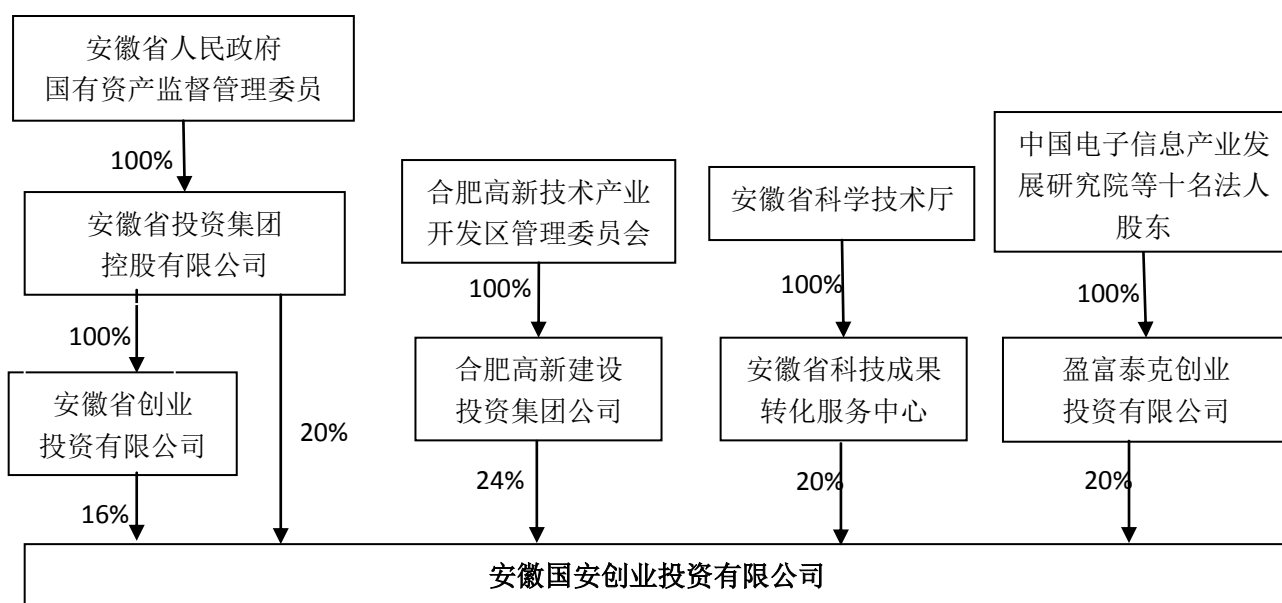 安徽省人民政府
国有资产监督管理委员
100%
安徽省投资集团
控股有限公司
100%
安徽省创业
投资有限公司
16%
20%
合肥高新技术产业
开发区管理委员会
100%
合肥高新建设
投资集团公司
24%
安徽省科学技术厅
100%
安徽省科技成果
转化服务中心
20%
中国电子信息产业发
展研究院等十名法人
股东
100%
盈富泰克创业
投资有限公司
20%
安徽国安创业投资有限公司